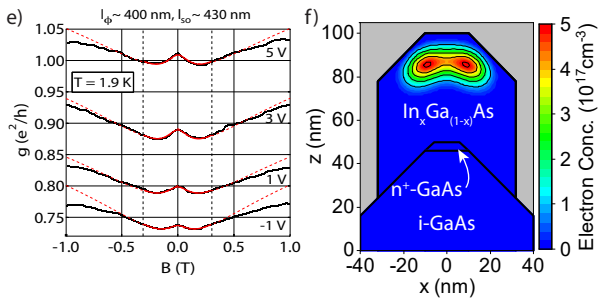 e)
l_ϕ ~ 400 nm, l_so ~ 430 nm
1.05
1.00
0.95
0.90
0.85
0.80
0.75
g (e²/h)
T = 1.9 K
5 V
3 V
1 V
-1 V
-1.0 -0.5 0.0 0.5 1.0
B (T)
f)
100
80
60
40
20
0
z (nm)
In_xGa_(1-x)As
n⁺-GaAs
i-GaAs
-40 -20 0 20 40
x (nm)
5
4
3
2
1
0
Electron Conc. (10¹⁷cm⁻³)